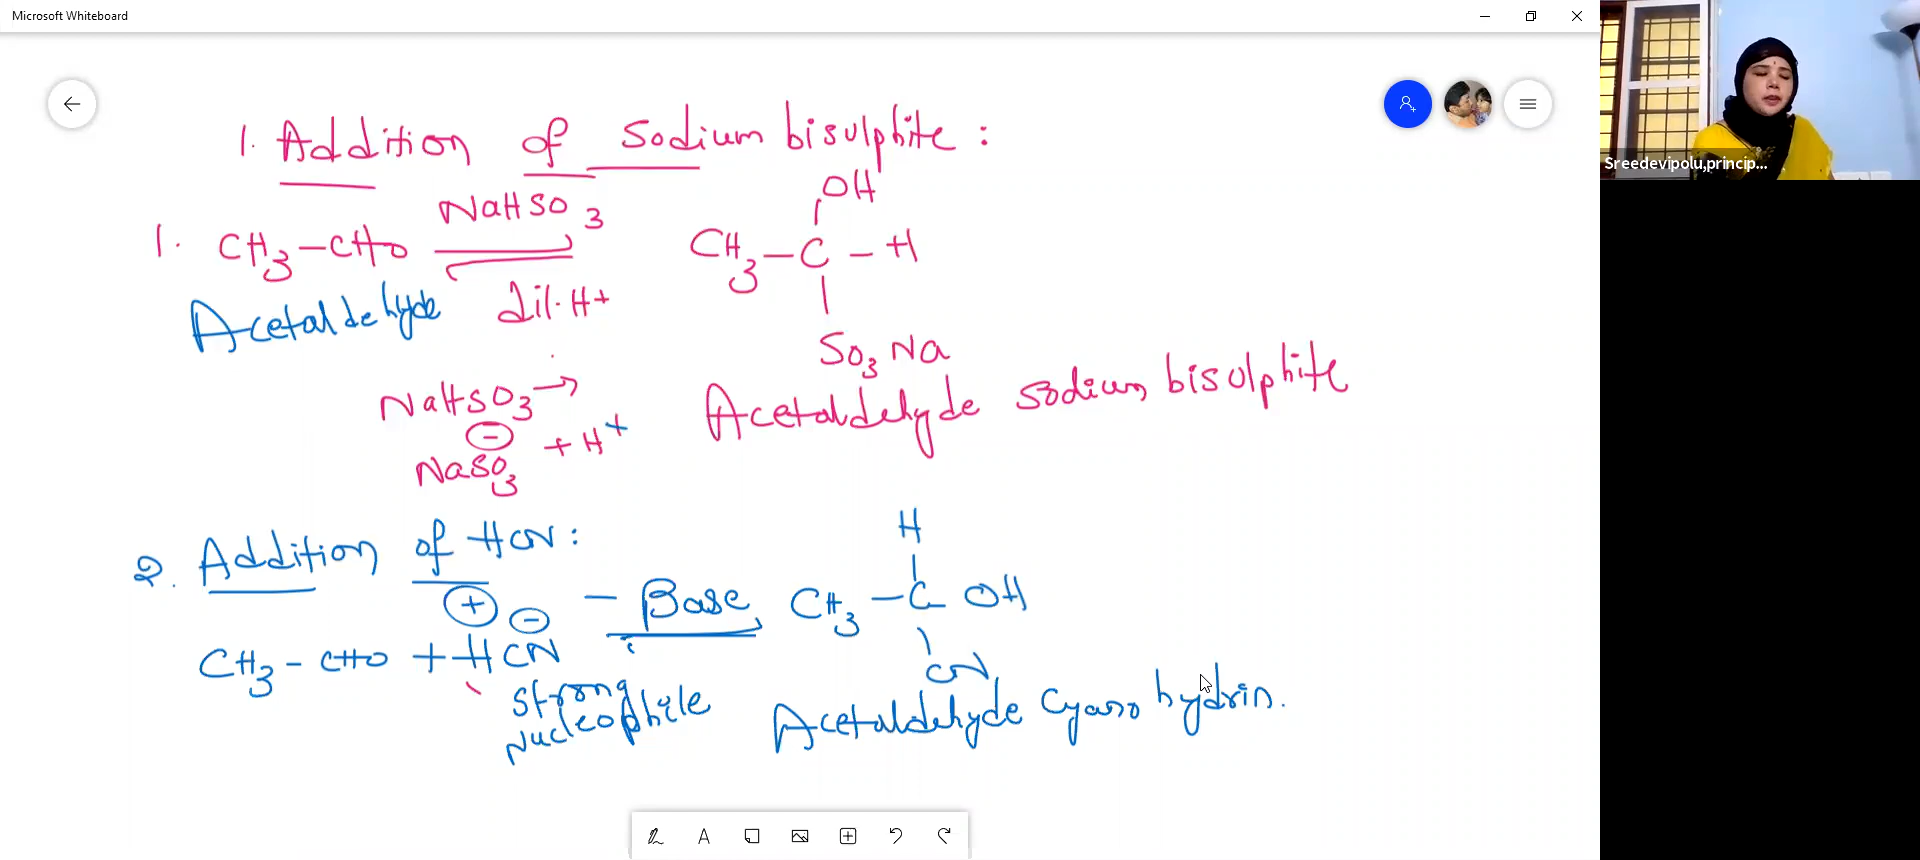 Microsoft Whiteboard
Sreedevipolu,princip...
1. Addition of Sodium bisulphite:
OH
NaHSO3
1. CH3-CHO CH3-C-H
Acetaldehyde dil.H+
SO3Na
NaHSO3→ Acetaldehyde sodium bisulphite
- + H+
NaSO3
2. Addition of HCN:
H
+ - - Base CH3-C-OH
CH3-CHO + HCN
CN
Strong
Nucleophile
Acetaldehyde Cyano hydrin.